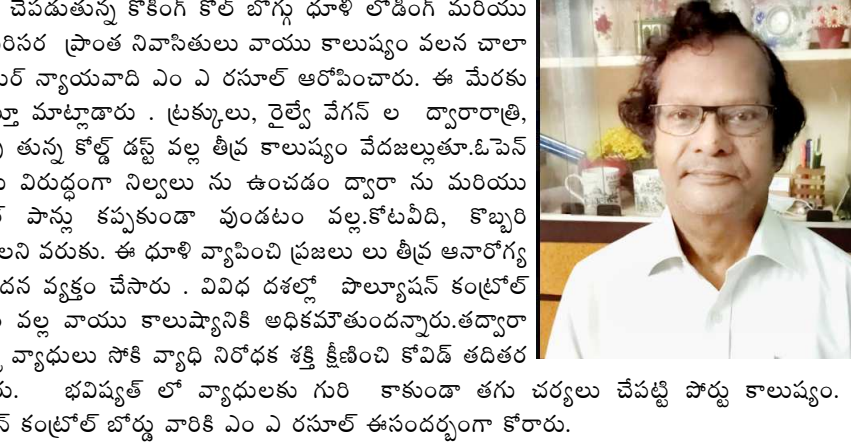 చేపడుతున్న కోకింగ్ కోల్ బొగ్గు ధూళి లోడింగ్ మరియు
రిసర ప్రాంత నివాసితులు వాయు కాలుష్యం వలన చాలా
న్యాయవాది ఎం ఎ రసూల్ ఆరోపించారు. ఈ మేరకు
మాట్లాడారు . ట్రక్కులు, రైల్వే వేగన్ ల ద్వారారాత్రి,
తున్న కోల్డ్ డస్ట్ వల్ల తీవ్ర కాలుష్యం వేదజల్లుతూ.ఓపెన్
విరుద్ధంగా నిల్వలు ను ఉంచడం ద్వారా ను మరియు
పాన్లు కప్పకుండా వుండటం వల్ల.కోటవీది, కొబ్బరి
లని వరుకు. ఈ ధూళి వ్యాపించి ప్రజలు లు తీవ్ర ఆనారోగ్య
దన వ్యక్తం చేసారు . వివిధ దశల్లో పొల్యూషన్ కంట్రోల్
వల్ల వాయు కాలుష్యానికి అధికమౌతుందన్నారు.తద్వారా
వ్యాధులు సోకి వ్యాధి నిరోధక శక్తి క్షీణించి కోవిడ్ తదితర
రు. భవిష్యత్ లో వ్యాధులకు గురి కాకుండా తగు చర్యలు చేపట్టి పోర్టు కాలుష్యం.
న్ కంట్రోల్ బోర్డు వారికి ఎం ఎ రసూల్ ఈసందర్భంగా కోరారు.